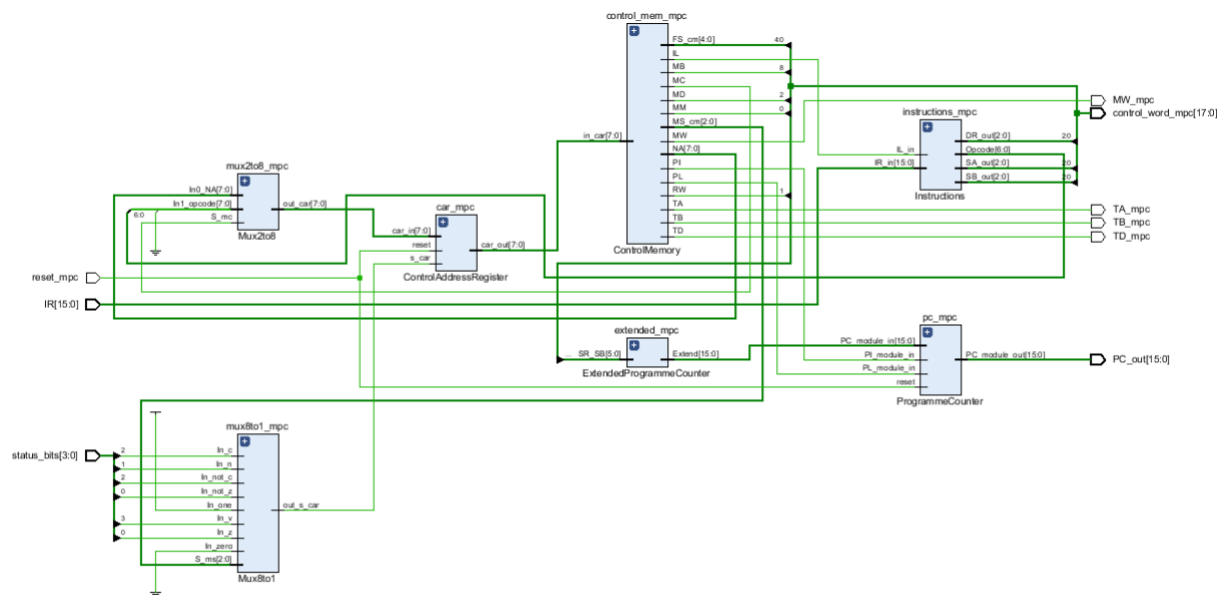 control_mem_mpc
FS_cm[4:0]
4:0
IL
MB
8
MC
MD
2
MM
0
MS_cm[2:0]
in_car[7:0]
MW
NA[7:0]
PI
PL
RW
1
TA
TB
TD
ControlMemory
MW_mpc
control_word_mpc[17:0]
instructions_mpc
DR_out[2:0]
20
IL_in
Opcode[6:0]
IR_in[15:0]
SA_out[2:0]
20
SB_out[2:0]
20
Instructions
TA_mpc
TB_mpc
TD_mpc
mux2to8_mpc
In0_NA[7:0]
In1_opcode[7:0]
6:0
S_mc
out_car[7:0]
Mux2to8
car_mpc
car_in[7:0]
reset
s_car
car_out[7:0]
ControlAddressRegister
reset_mpc
IR[15:0]
extended_mpc
... SR_SB[5:0]
Extend[15:0]
ExtendedProgrammeCounter
pc_mpc
PC_module_in[15:0]
PI_module_in
PL_module_in
reset
PC_module_out[15:0]
ProgrammeCounter
PC_out[15:0]
mux8to1_mpc
status_bits[3:0]
2
In_c
1
In_n
2
In_not_c
0
In_not_z
In_one
3
In_v
0
In_z
In_zero
S_ms[2:0]
out_s_car
Mux8to1